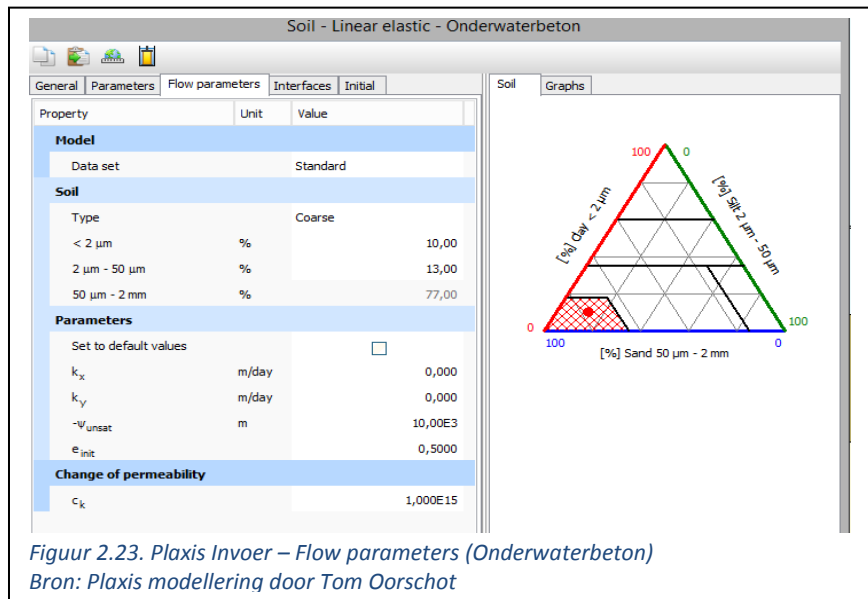 Soil - Linear elastic - Onderwaterbeton
General Parameters Flow parameters Interfaces Initial
Property Unit Value
Model
Data set Standard
Soil
Type Coarse
< 2 μm % 10,00
2 μm - 50 μm % 13,00
50 μm - 2 mm % 77,00
Parameters
Set to default values
kx m/day 0,000
ky m/day 0,000
-Ψunsat m 10,00E3
einit 0,5000
Change of permeability
ck 1,000E15
Soil Graphs
100 0
[%] Clay < 2 μm
[%] Silt 2 μm - 50 μm
0 100
100 0
[%] Sand 50 μm - 2 mm
Figuur 2.23. Plaxis Invoer – Flow parameters (Onderwaterbeton)
Bron: Plaxis modellering door Tom Oorschot